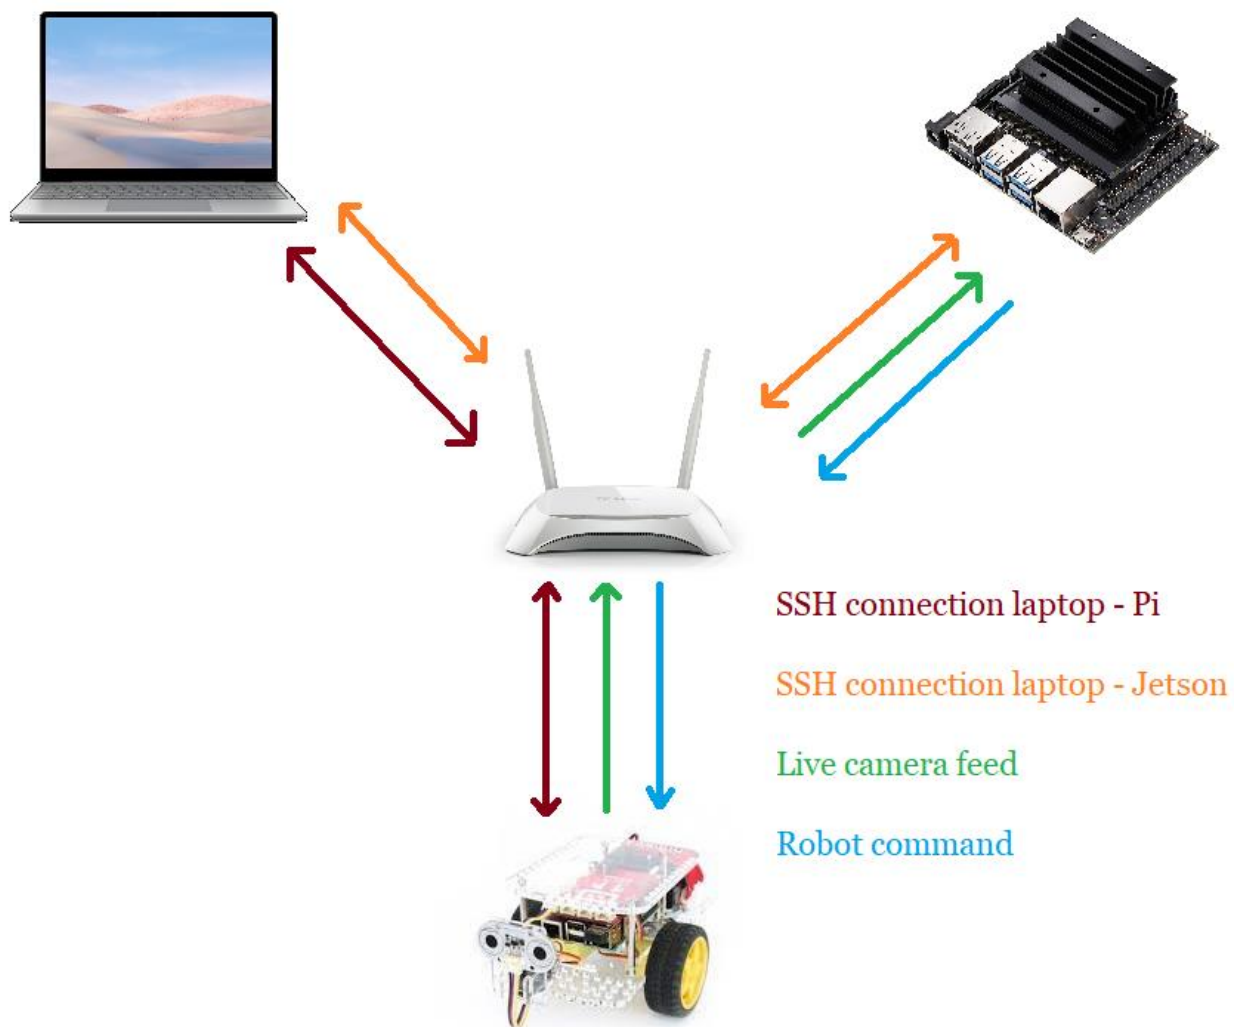 SSH connection laptop - Pi
SSH connection laptop - Jetson
Live camera feed
Robot command